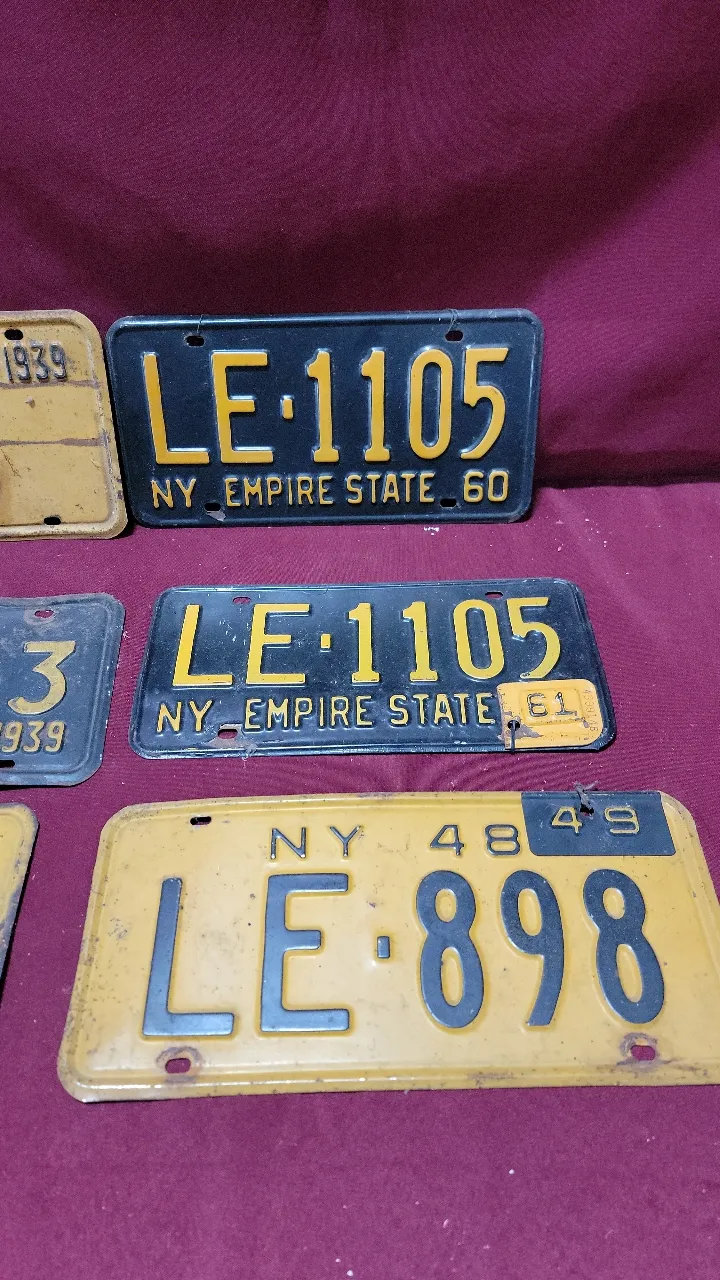 1939
LE·1105
NY EMPIRE STATE 60
3
1939
LE·1105
NY EMPIRE STATE 61
NY 48 49
LE·898